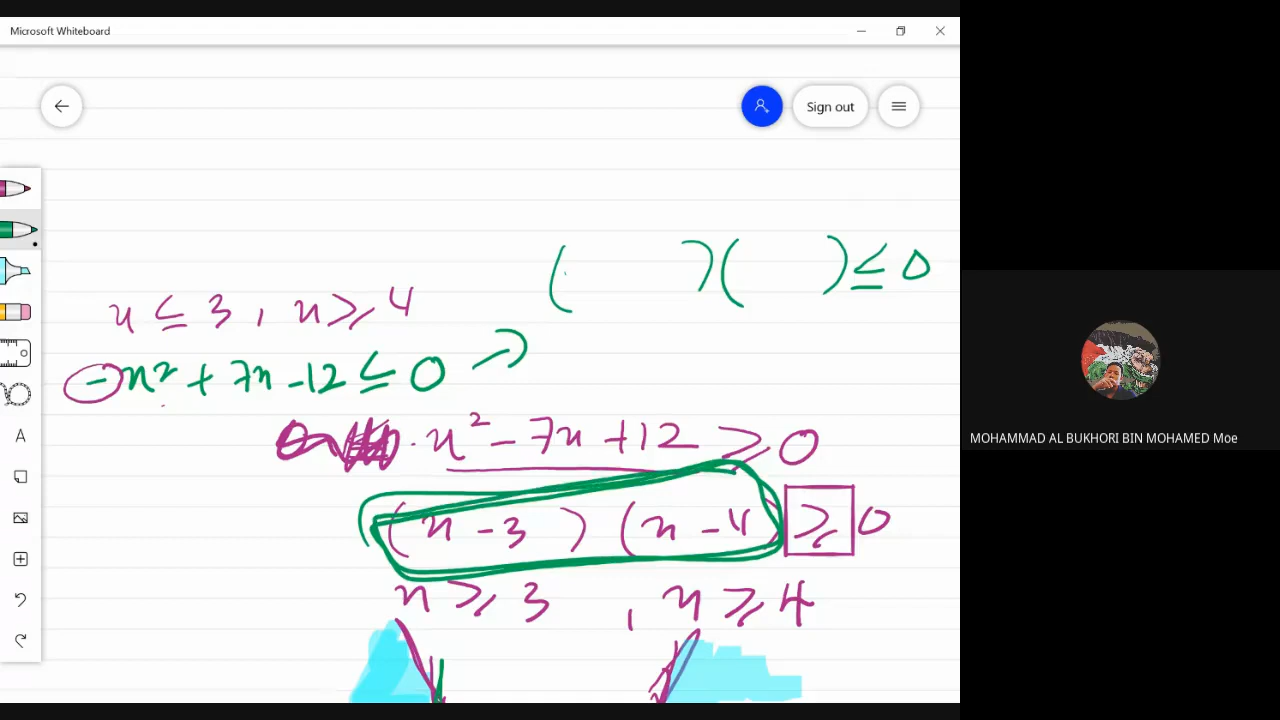 Microsoft Whiteboard
Sign out
(        )(        ) ≤ 0
x ≤ 3 , x ≥ 4
-x² + 7x - 12 ≤ 0 →
x² - 7x + 12 ≥ 0
(x - 3 ) (x - 4) ≥ 0
x ≥ 3 , x ≥ 4
A
MOHAMMAD AL BUKHORI BIN MOHAMED Moe